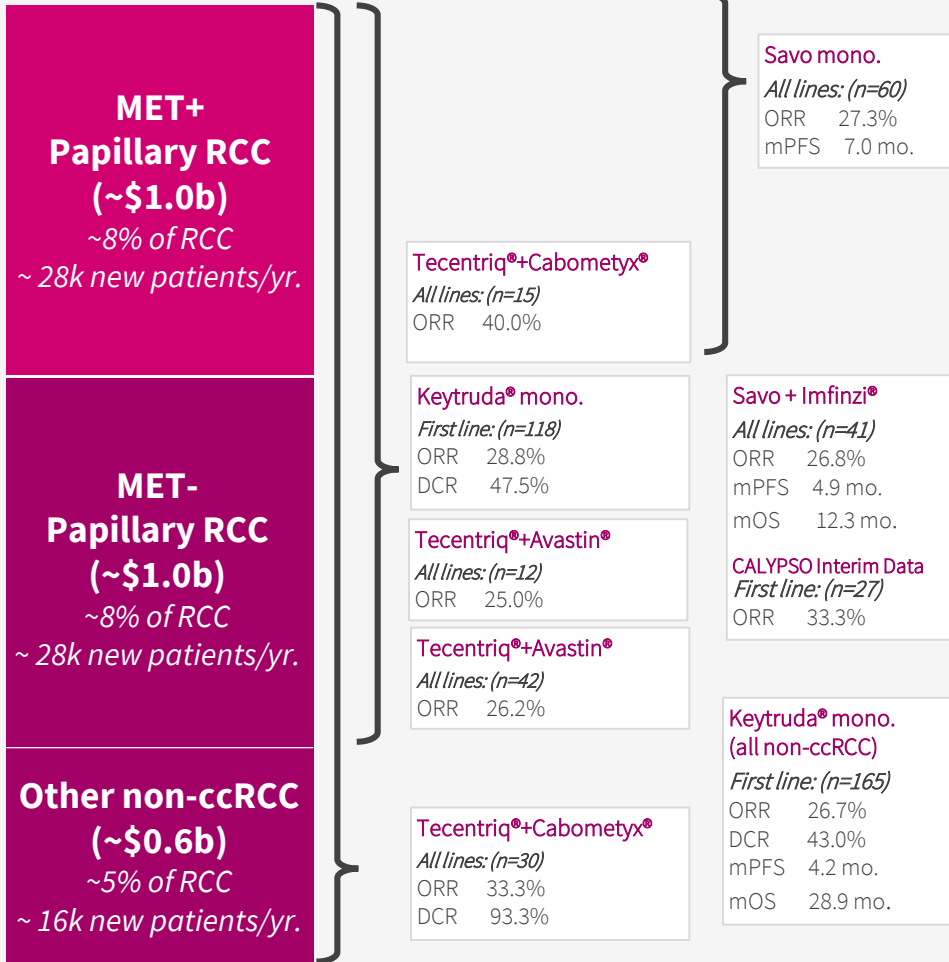 MET+
Papillary RCC
(~$1.0b)
~8% of RCC
~ 28k new patients/yr.
MET-
Papillary RCC
(~$1.0b)
~8% of RCC
~ 28k new patients/yr.
Other non-ccRCC
(~$0.6b)
~5% of RCC
~ 16k new patients/yr.
Tecentriq®+Cabometyx®
All lines: (n=15)
ORR 40.0%
Keytruda® mono.
First line: (n=118)
ORR 28.8%
DCR 47.5%
Tecentriq®+Avastin®
All lines: (n=12)
ORR 25.0%
Tecentriq®+Avastin®
All lines: (n=42)
ORR 26.2%
Tecentriq®+Cabometyx®
All lines: (n=30)
ORR 33.3%
DCR 93.3%
Savo mono.
All lines: (n=60)
ORR 27.3%
mPFS 7.0 mo.
Savo + Imfinzi®
All lines: (n=41)
ORR 26.8%
mPFS 4.9 mo.
mOS 12.3 mo.
CALYPSO Interim Data
First line: (n=27)
ORR 33.3%
Keytruda® mono.
(all non-ccRCC)
First line: (n=165)
ORR 26.7%
DCR 43.0%
mPFS 4.2 mo.
mOS 28.9 mo.